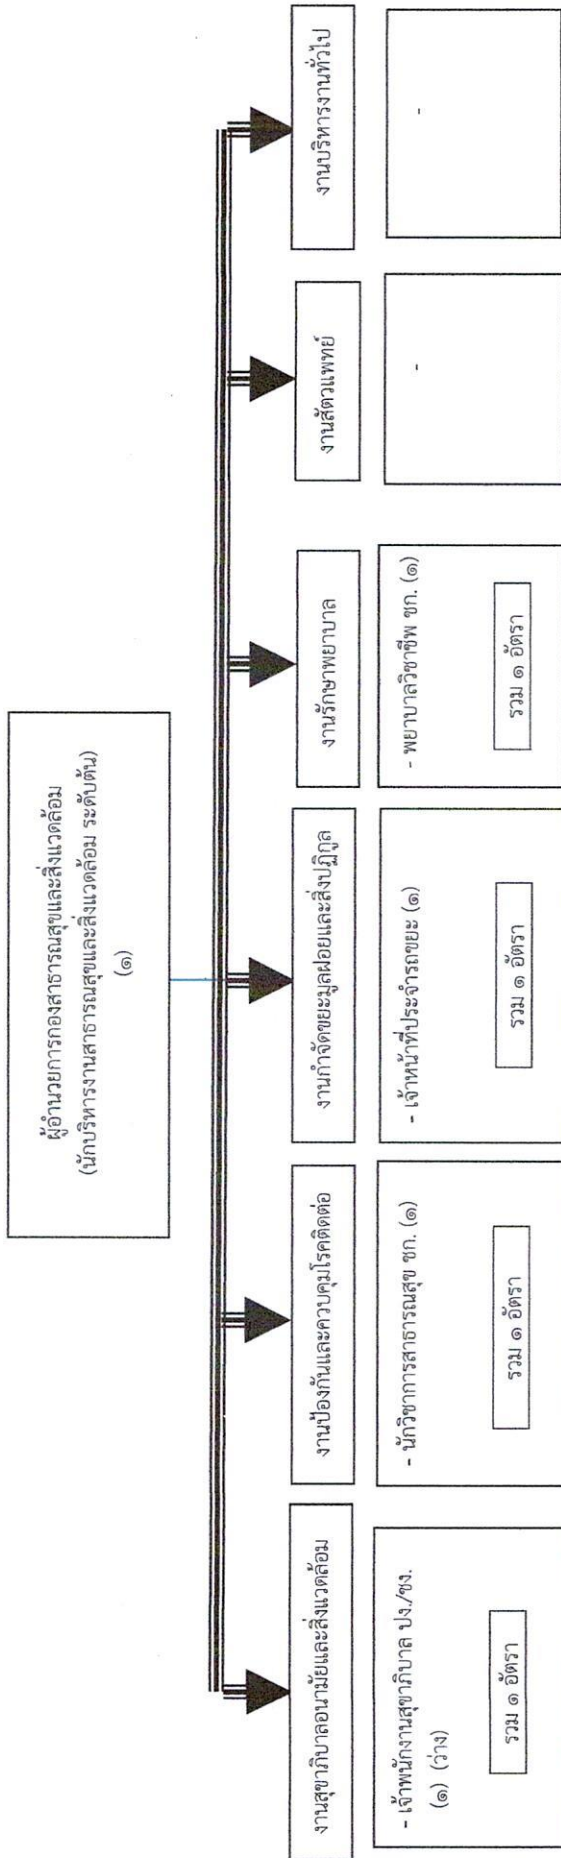 ผู้อำนวยการกองสาธารณสุขและสิ่งแวดล้อม
(นักบริหารงานสาธารณสุขและสิ่งแวดล้อม ระดับต้น)
(๑)
งานสุขาภิบาลอนามัยและสิ่งแวดล้อม
งานป้องกันและควบคุมโรคติดต่อ
งานกำจัดขยะมูลฝอยและสิ่งปฏิกูล
งานรักษาพยาบาล
งานสัตวแพทย์
งานบริหารงานทั่วไป
- เจ้าพนักงานสุขาภิบาล ปง./ชง.
(๑) (ว่าง)
รวม ๑ อัตรา
- นักวิชาการสาธารณสุข ชก. (๑)
รวม ๑ อัตรา
- เจ้าหน้าที่ประจำรถขยะ (๑)
รวม ๑ อัตรา
- พยาบาลวิชาชีพ ชก. (๑)
รวม ๑ อัตรา
-
-